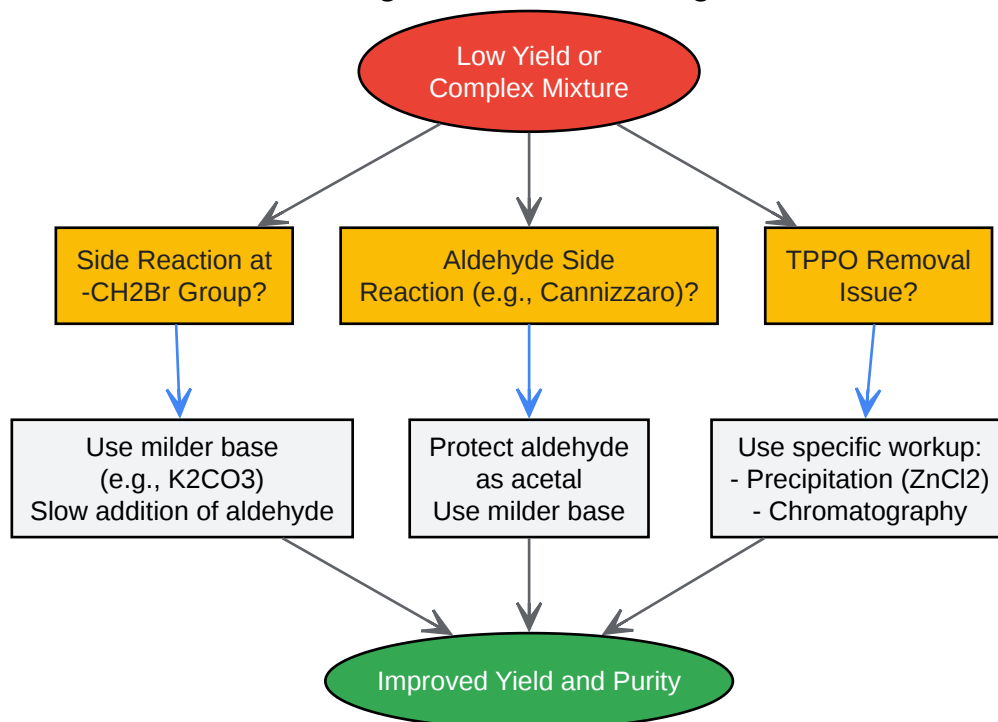 Low Yield or
Complex Mixture
Side Reaction at
-CH2Br Group?
Aldehyde Side
Reaction (e.g., Cannizzaro)?
TPPO Removal
Issue?
Use milder base
(e.g., K2CO3)
Slow addition of aldehyde
Protect aldehyde
as acetal
Use milder base
Use specific workup:
- Precipitation (ZnCl2)
- Chromatography
Improved Yield and Purity